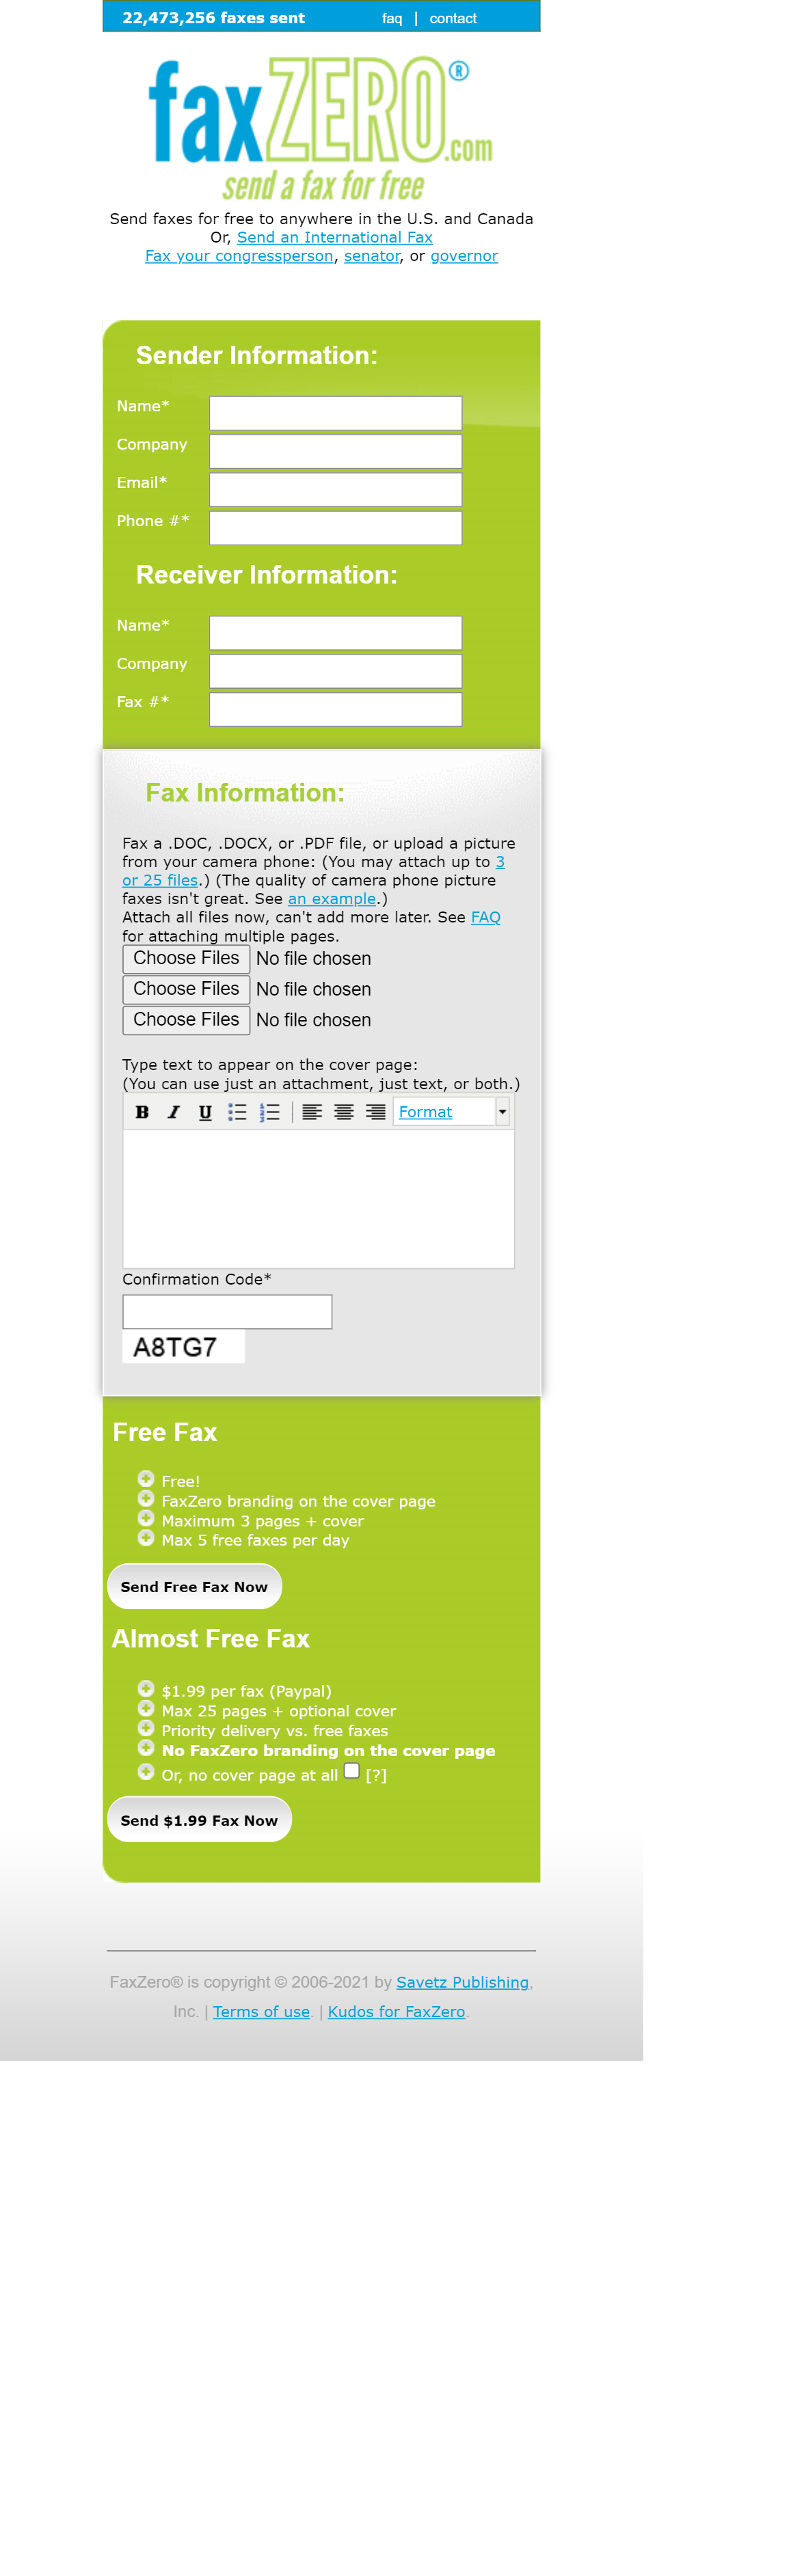 22,473,256 faxes sent faq | contact
faxZERO®.com
send a fax for free
Send faxes for free to anywhere in the U.S. and Canada
Or, Send an International Fax
Fax your congressperson, senator, or governor
Sender Information:
Name*
Company
Email*
Phone #*
Receiver Information:
Name*
Company
Fax #*
Fax Information:
Fax a .DOC, .DOCX, or .PDF file, or upload a picture
from your camera phone: (You may attach up to 3
or 25 files.) (The quality of camera phone picture
faxes isn't great. See an example.)
Attach all files now, can't add more later. See FAQ
for attaching multiple pages.
Choose Files No file chosen
Choose Files No file chosen
Choose Files No file chosen
Type text to appear on the cover page:
(You can use just an attachment, just text, or both.)
B I U Format
Confirmation Code*
A8TG7
Free Fax
Free!
FaxZero branding on the cover page
Maximum 3 pages + cover
Max 5 free faxes per day
Send Free Fax Now
Almost Free Fax
$1.99 per fax (Paypal)
Max 25 pages + optional cover
Priority delivery vs. free faxes
No FaxZero branding on the cover page
Or, no cover page at all [?]
Send $1.99 Fax Now
FaxZero® is copyright © 2006-2021 by Savetz Publishing,
Inc. | Terms of use. | Kudos for FaxZero.